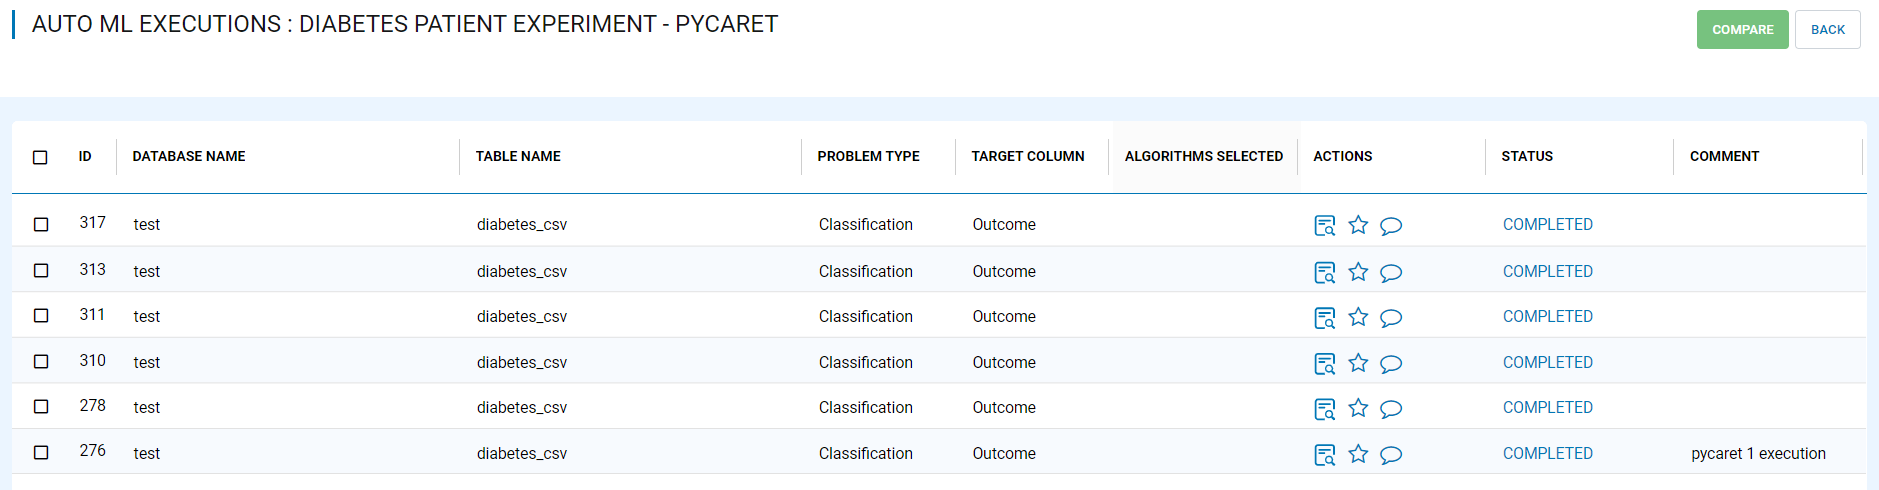 AUTO ML EXECUTIONS : DIABETES PATIENT EXPERIMENT - PYCARET
COMPARE BACK
ID DATABASE NAME TABLE NAME PROBLEM TYPE TARGET COLUMN ALGORITHMS SELECTED ACTIONS STATUS COMMENT
317 test diabetes_csv Classification Outcome COMPLETED
313 test diabetes_csv Classification Outcome COMPLETED
311 test diabetes_csv Classification Outcome COMPLETED
310 test diabetes_csv Classification Outcome COMPLETED
278 test diabetes_csv Classification Outcome COMPLETED
276 test diabetes_csv Classification Outcome COMPLETED pycaret 1 execution